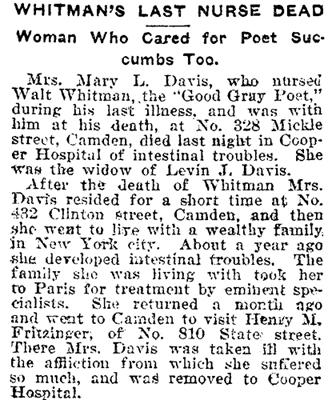 WHITMAN'S LAST NURSE DEAD
Woman Who Cared for Poet Suc-
cumbs Too.
Mrs. Mary L. Davis, who nursed
Walt Whitman, the "Good Gray Poet,"
during his last illness, and was with
him at his death, at No. 328 Mickle
street, Camden, died last night in Coop-
er Hospital of intestinal troubles. She
was the widow of Levin J. Davis.
After the death of Whitman Mrs.
Davis resided for a short time at No.
432 Clinton street, Camden, and then
she went to live with a wealthy family
in New York city. About a year ago
she developed intestinal troubles. The
family she was living with took her
to Paris for treatment by eminent spe-
cialists. She returned a month ago
and went to Camden to visit Henry M.
Fritzinger, of No. 810 State street.
There Mrs. Davis was taken ill with
the affliction from which she suffered
so much, and was removed to Cooper
Hospital.